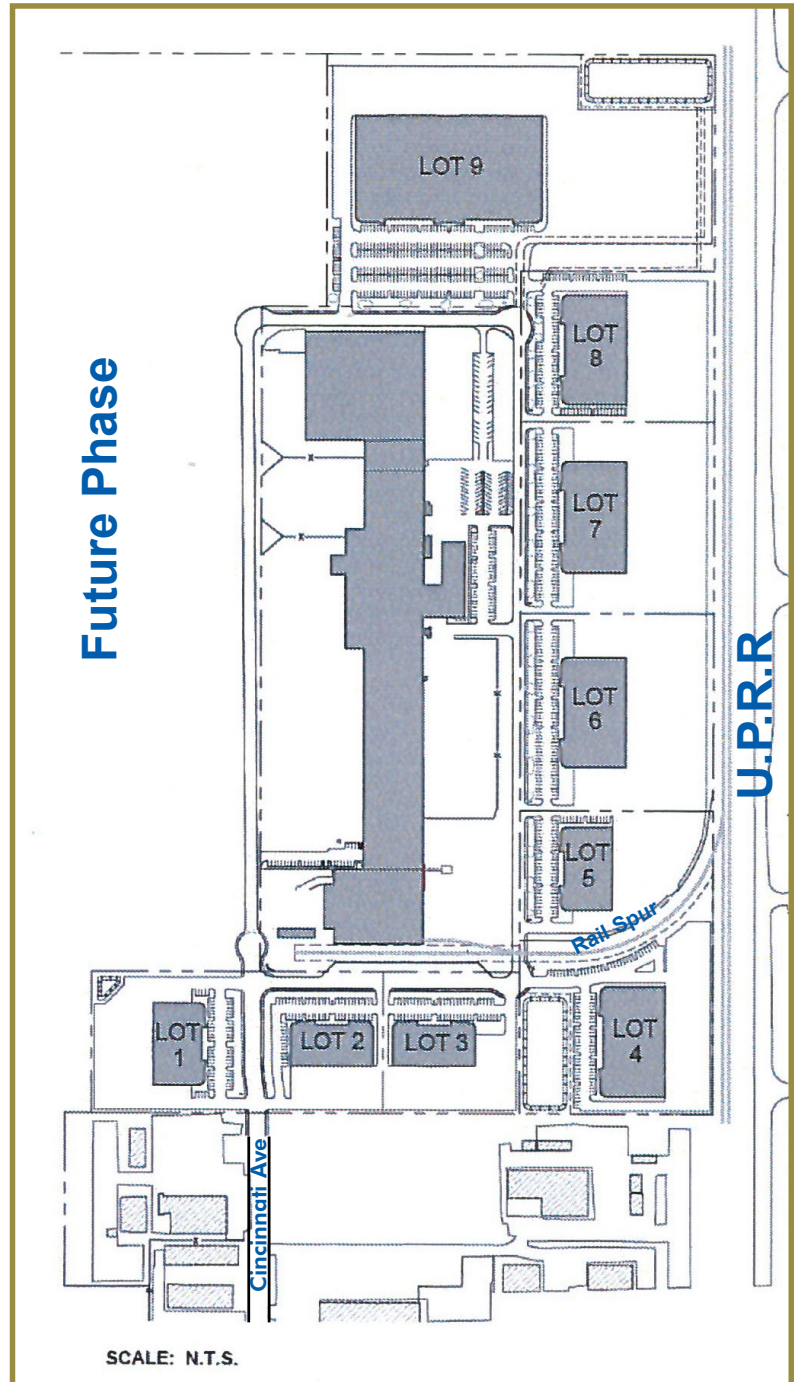 LOT 9
LOT
8
Future Phase
LOT
7
LOT
6
U.P.R.R
LOT
5
Rail Spur
LOT
1
LOT 2
LOT 3
LOT
4
Cincinnati Ave
SCALE: N.T.S.